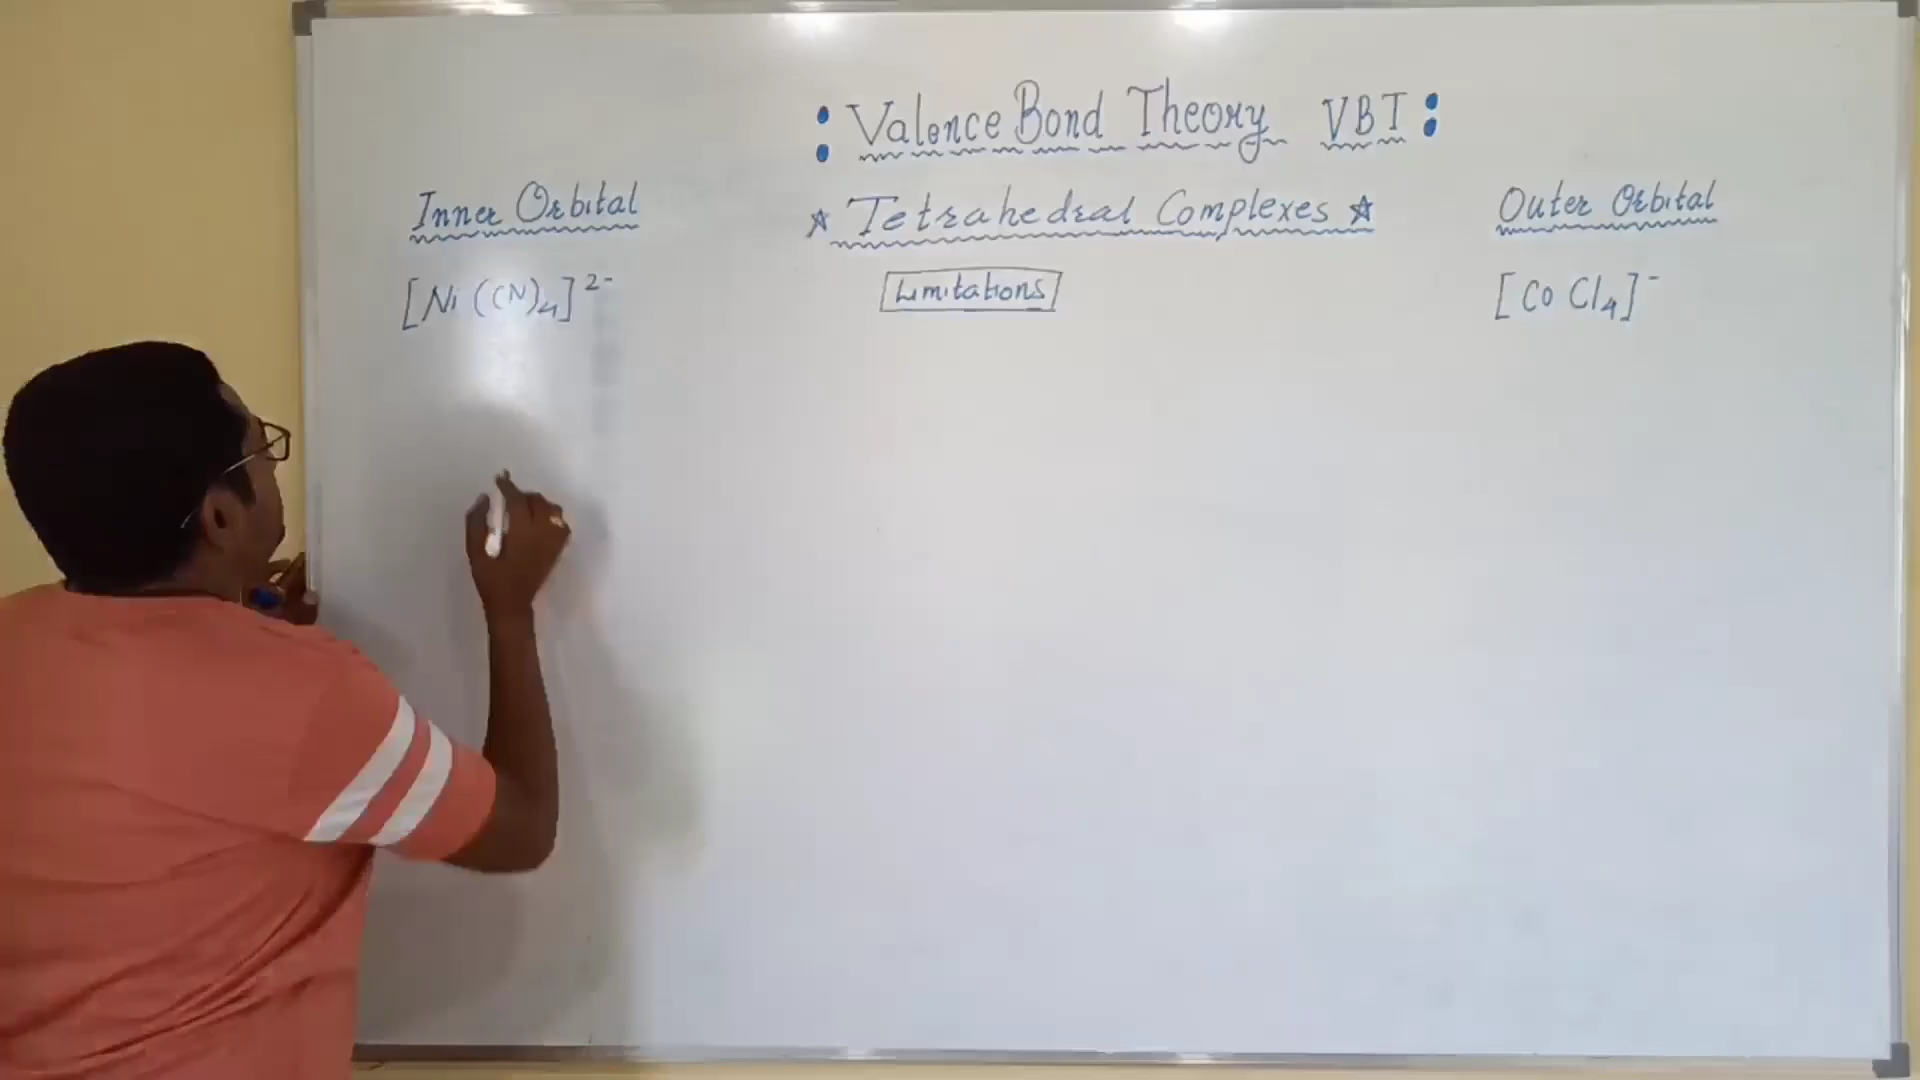 : Valence Bond Theory VBT :
Inner Orbital
☆ Tetrahedral Complexes ☆
Outer Orbital
[Ni (CN)₄]²⁻
Limitations
[Co Cl₄]⁻